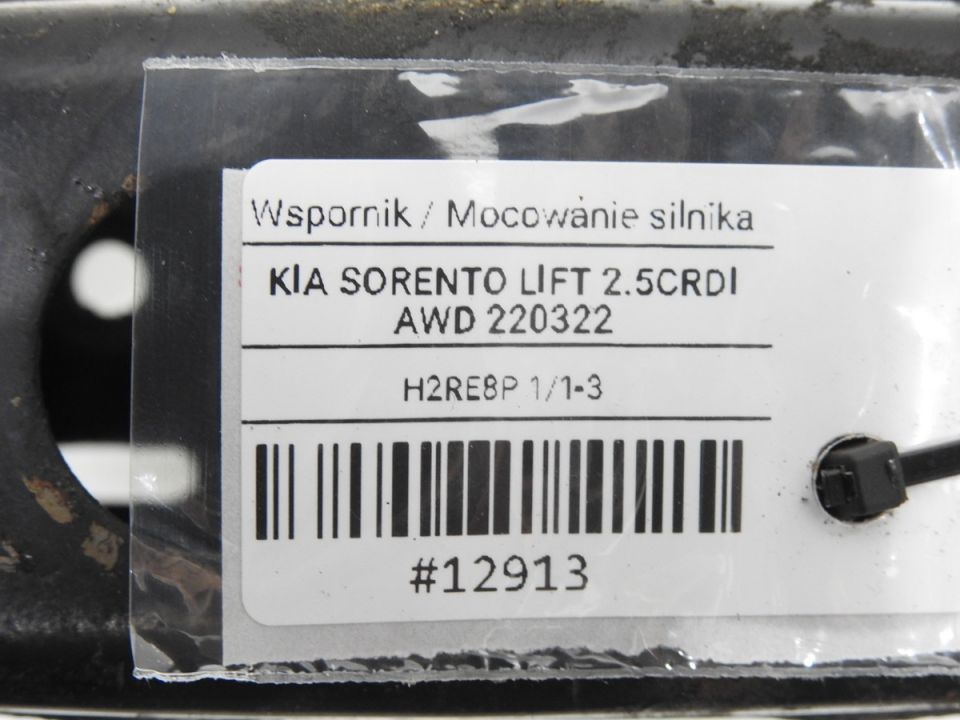 Wspornik / Mocowanie silnika
KIA SORENTO LIFT 2.5CRDI
AWD 220322
H2RE8P 1/1-3
#12913